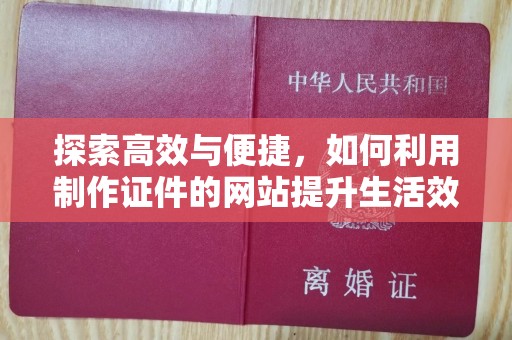 中华人民共和国
探索高效与便捷，如何利用
制作证件的网站提升生活效
离婚证